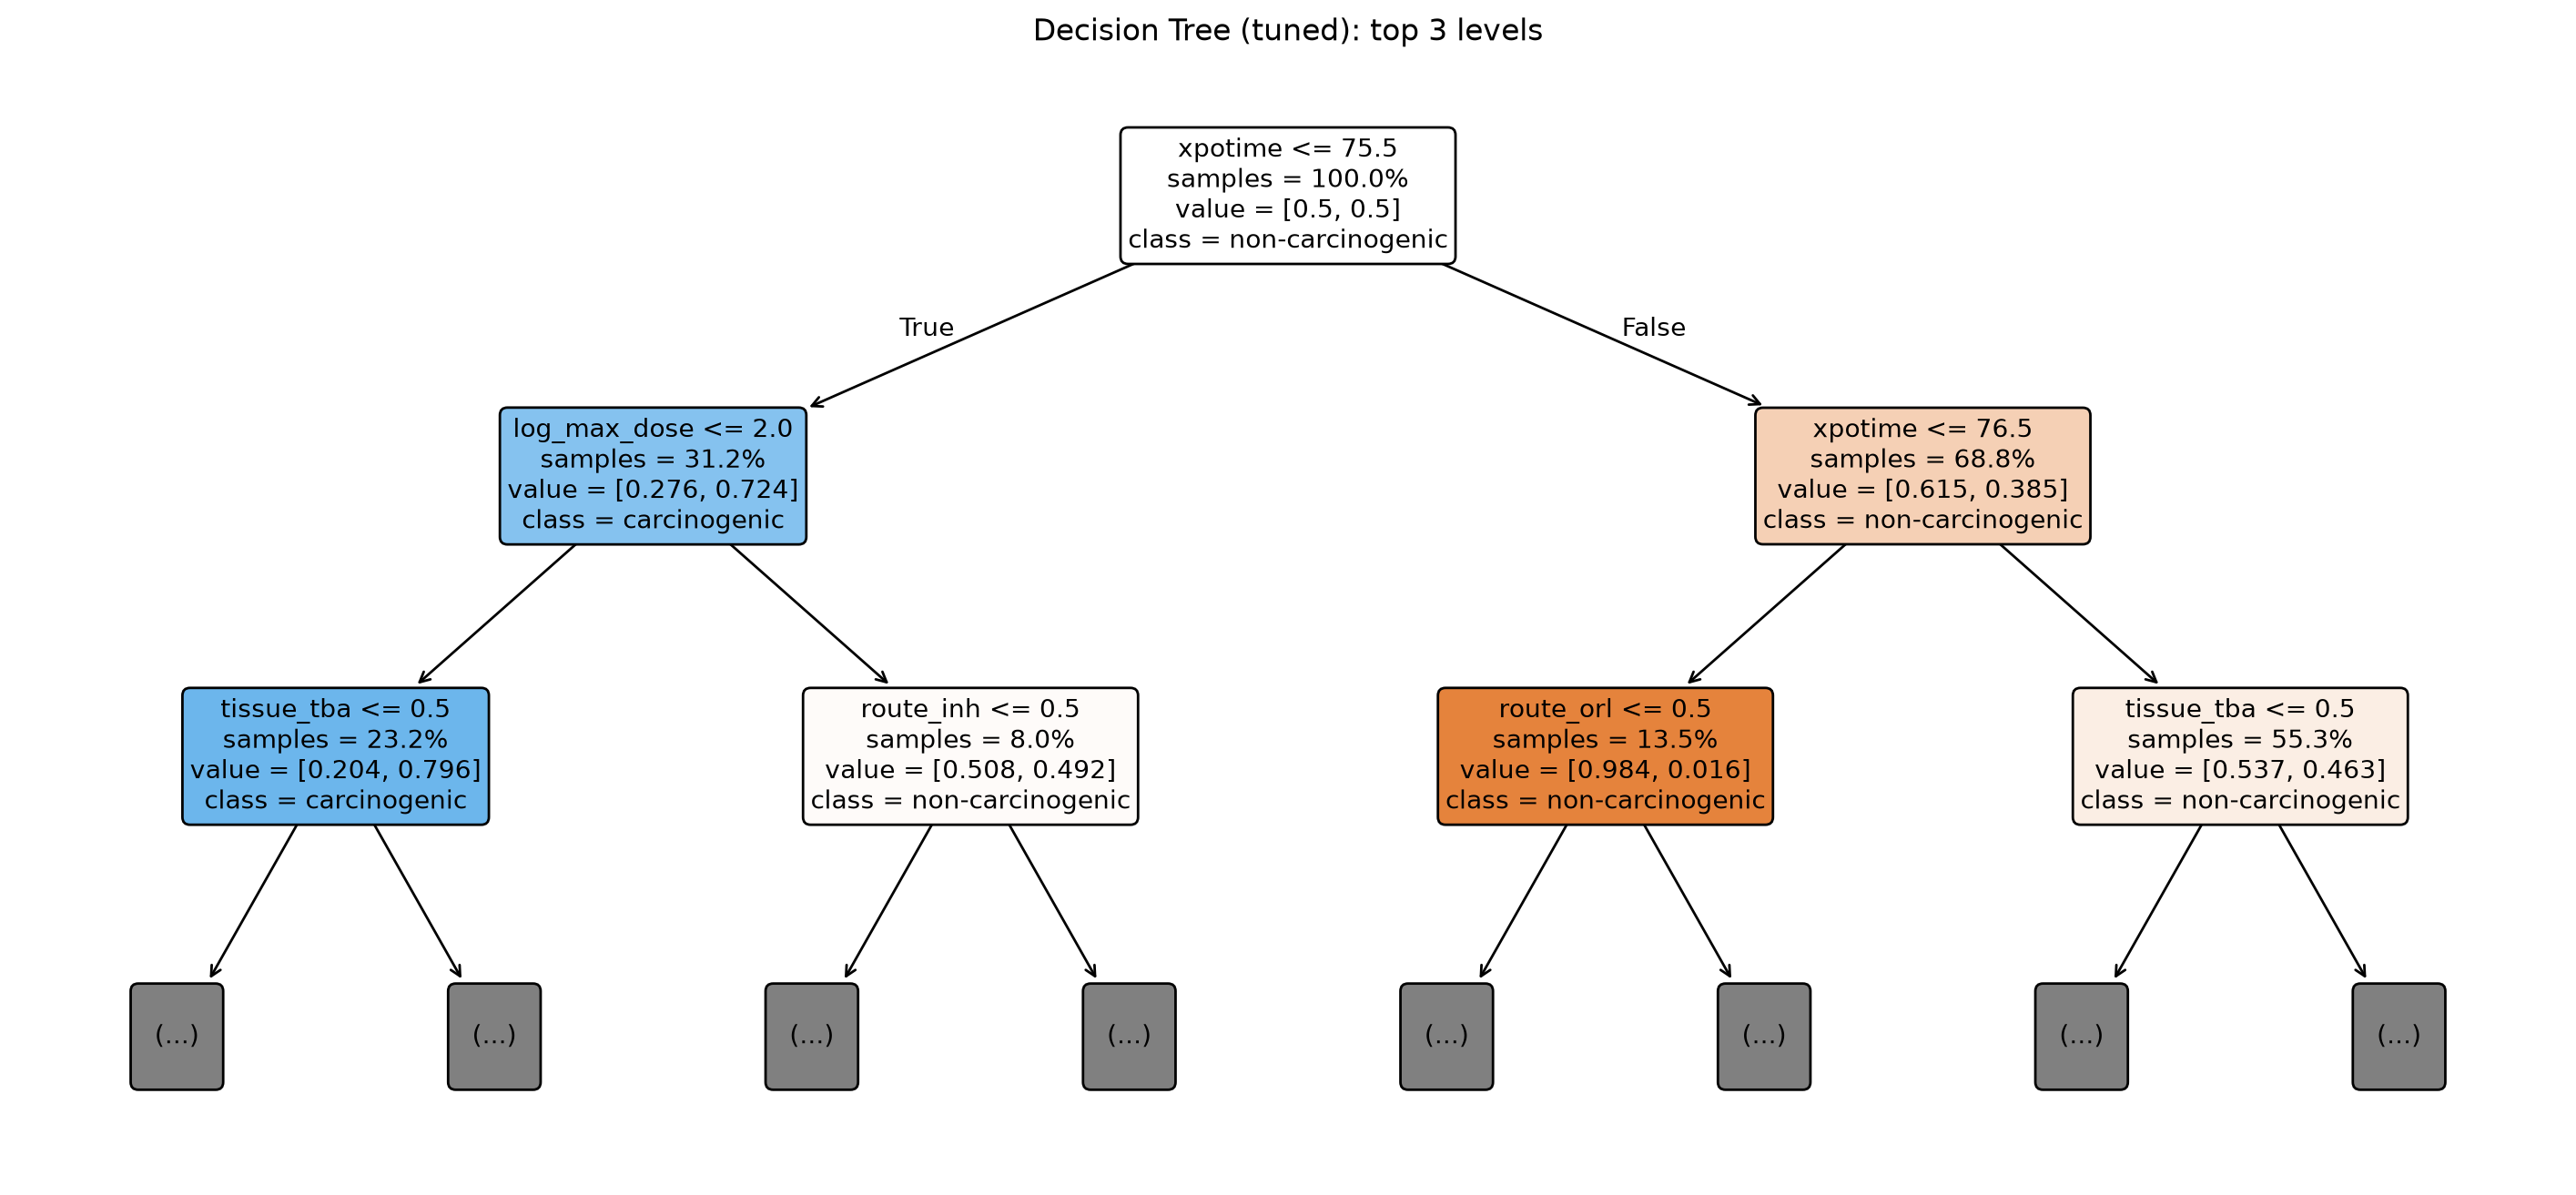 Decision Tree (tuned): top 3 levels
xpotime <= 75.5
samples = 100.0%
value = [0.5, 0.5]
class = non-carcinogenic
True
False
log_max_dose <= 2.0
samples = 31.2%
value = [0.276, 0.724]
class = carcinogenic
xpotime <= 76.5
samples = 68.8%
value = [0.615, 0.385]
class = non-carcinogenic
tissue_tba <= 0.5
samples = 23.2%
value = [0.204, 0.796]
class = carcinogenic
route_inh <= 0.5
samples = 8.0%
value = [0.508, 0.492]
class = non-carcinogenic
route_orl <= 0.5
samples = 13.5%
value = [0.984, 0.016]
class = non-carcinogenic
tissue_tba <= 0.5
samples = 55.3%
value = [0.537, 0.463]
class = non-carcinogenic
(...)
(...)
(...)
(...)
(...)
(...)
(...)
(...)